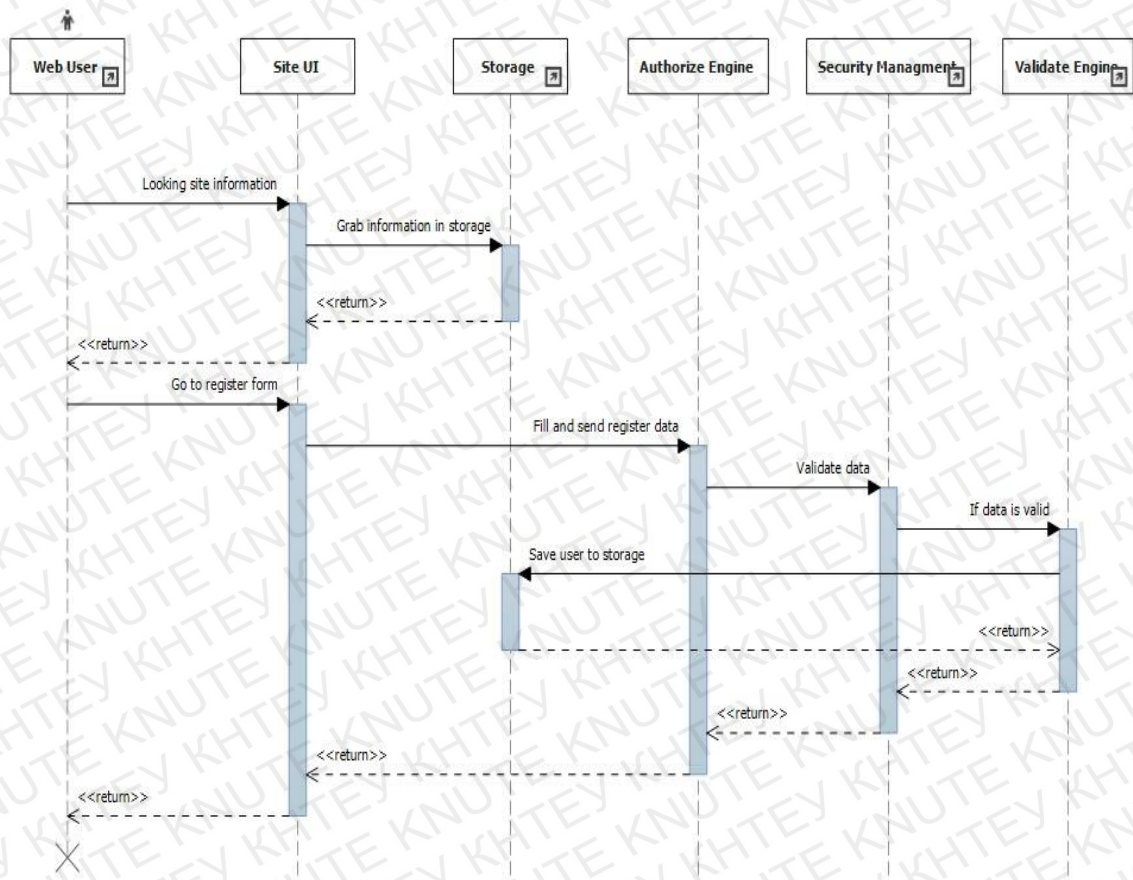 Web User
Site UI
Storage
Authorize Engine
Security Managment
Validate Engine
Looking site information
Grab information in storage
<<return>>
<<return>>
Go to register form
Fill and send register data
Validate data
If data is valid
Save user to storage
<<return>>
<<return>>
<<return>>
<<return>>
<<return>>
КНТЕУ KNUTE